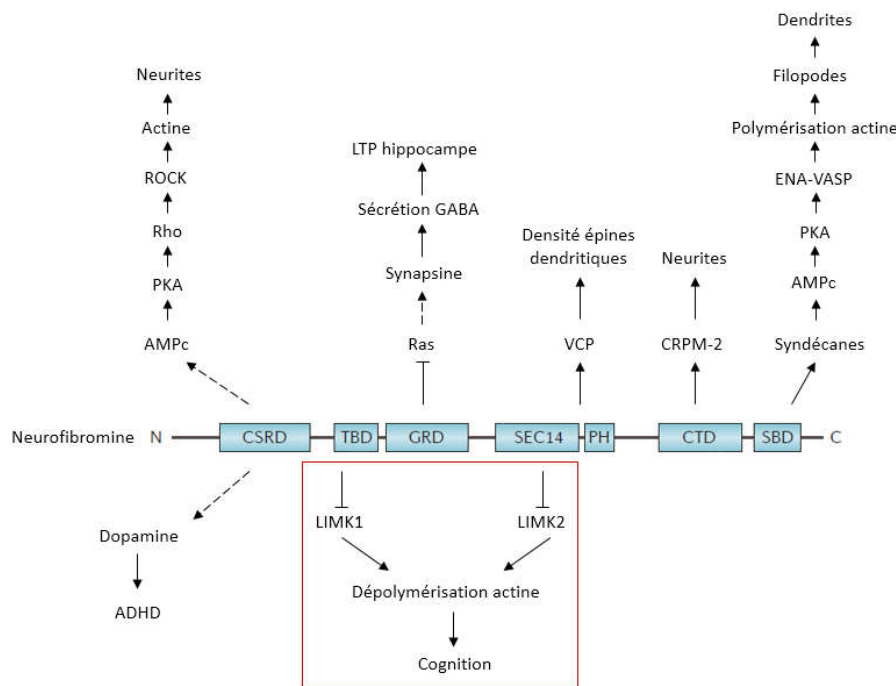 Dendrites
Neurites
Filopodes
Actine
Polymérisation actine
LTP hippocampe
ROCK
ENA-VASP
Sécrétion GABA
Rho
Densité épines
dendritiques
Neurites
PKA
Synapsine
PKA
AMPc
AMPc
Ras
VCP
CRPM-2
Syndécanes
Neurofibromine N CSRD TBD GRD SEC14 PH CTD SBD C
LIMK1 LIMK2
Dopamine
Dépolymérisation actine
ADHD
Cognition